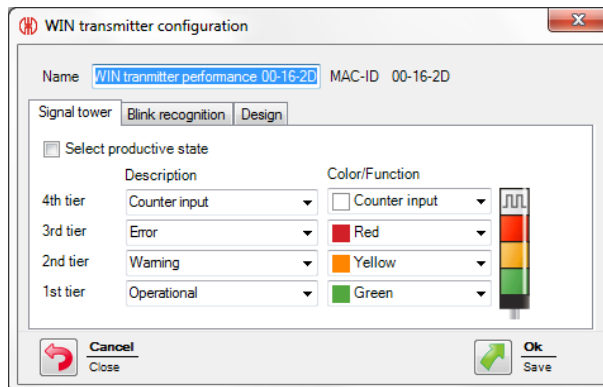 WIN transmitter configuration
Name WIN tranmitter performance 00-16-2D MAC-ID 00-16-2D
Signal tower Blink recognition Design
Select productive state
Description Color/Function
4th tier Counter input Counter input
3rd tier Error Red
2nd tier Warning Yellow
1st tier Operational Green
Cancel Ok
Close Save